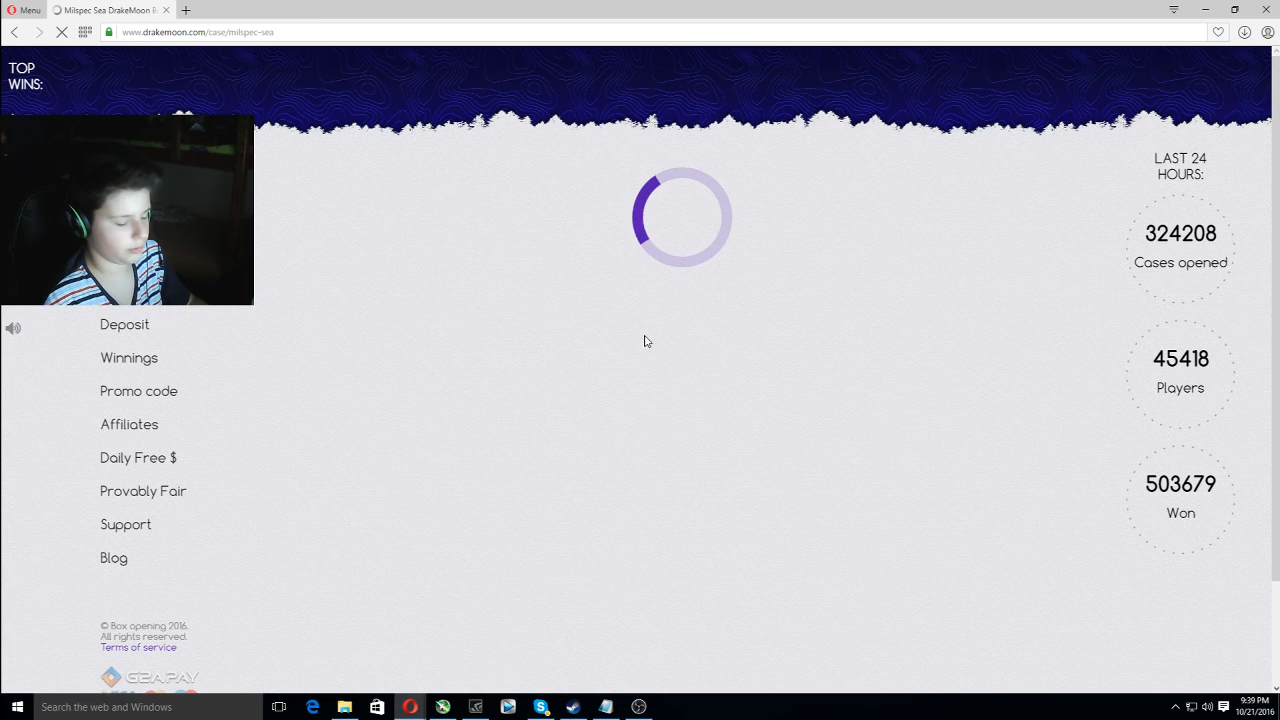 Menu
Milspec Sea DrakeMoon B
www.drakemoon.com/case/milspec-sea
TOP
WINS:
LAST 24
HOURS:
324208
Cases opened
45418
Players
503679
Won
Deposit
Winnings
Promo code
Affiliates
Daily Free $
Provably Fair
Support
Blog
© Box opening 2016.
All rights reserved.
Terms of service
G2A PAY
Search the web and Windows
9:39 PM
10/21/2016